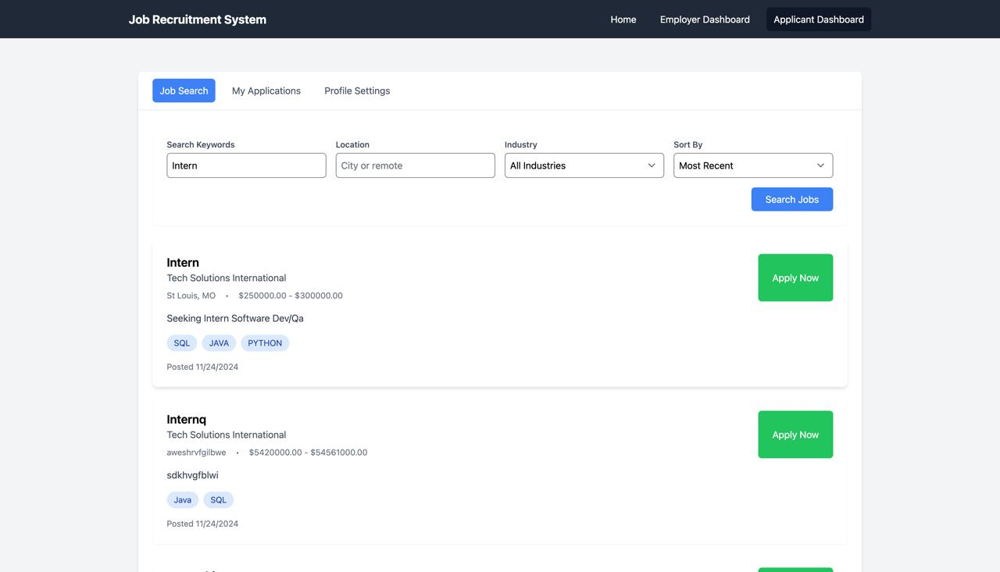 Job Recruitment System
Home Employer Dashboard Applicant Dashboard
Job Search My Applications Profile Settings
Search Keywords Location Industry Sort By
Intern City or remote All Industries Most Recent
Search Jobs
Intern
Tech Solutions International
St Louis, MO • $250000.00 - $300000.00
Apply Now
Seeking Intern Software Dev/Qa
SQL JAVA PYTHON
Posted 11/24/2024
Internq
Tech Solutions International
aweshrvfgilbwe • $5420000.00 - $54561000.00
Apply Now
sdkhvgfblwi
Java SQL
Posted 11/24/2024